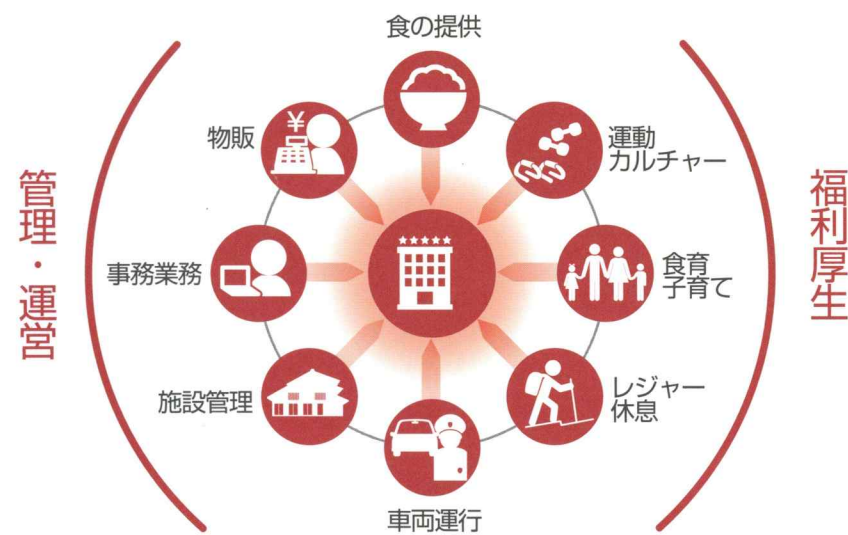 食の提供
物販
運動
カルチャー
管理・運営
福利厚生
事務業務
食育
子育て
施設管理
レジャー
休息
車両運行
¥